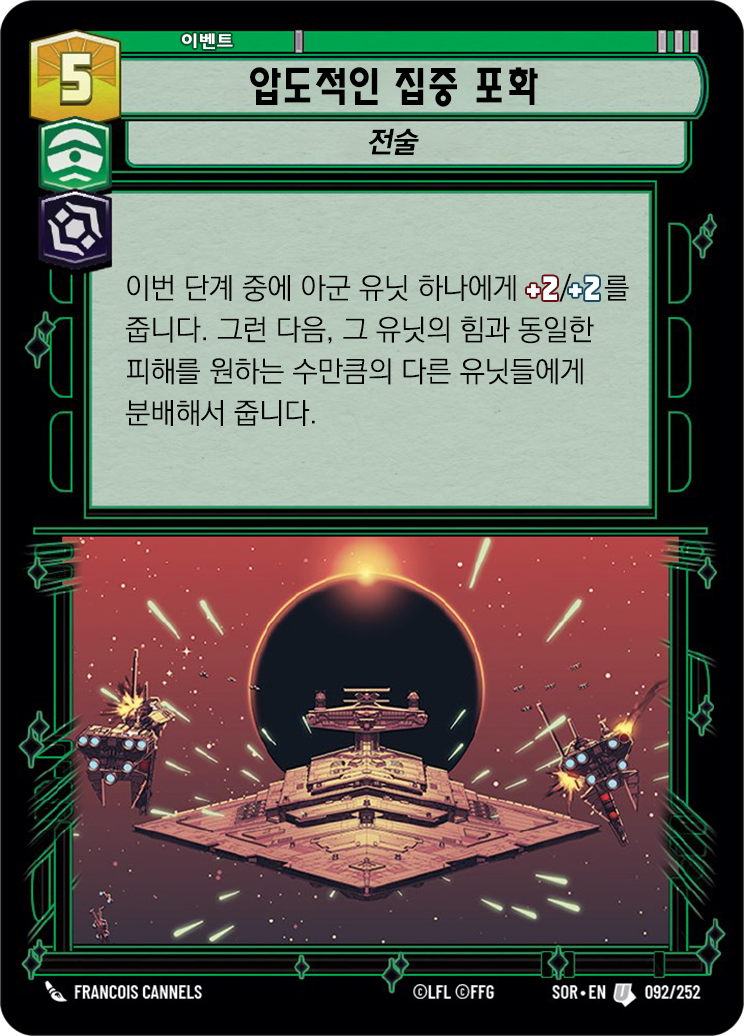 이벤트
5
압도적인 집중 포화
전술
이번 단계 중에 아군 유닛 하나에게 +2/+2를
줍니다. 그런 다음, 그 유닛의 힘과 동일한
피해를 원하는 수만큼의 다른 유닛들에게
분배해서 줍니다.
FRANCOIS CANNELS ©LFL ©FFG SOR • EN U 092/252